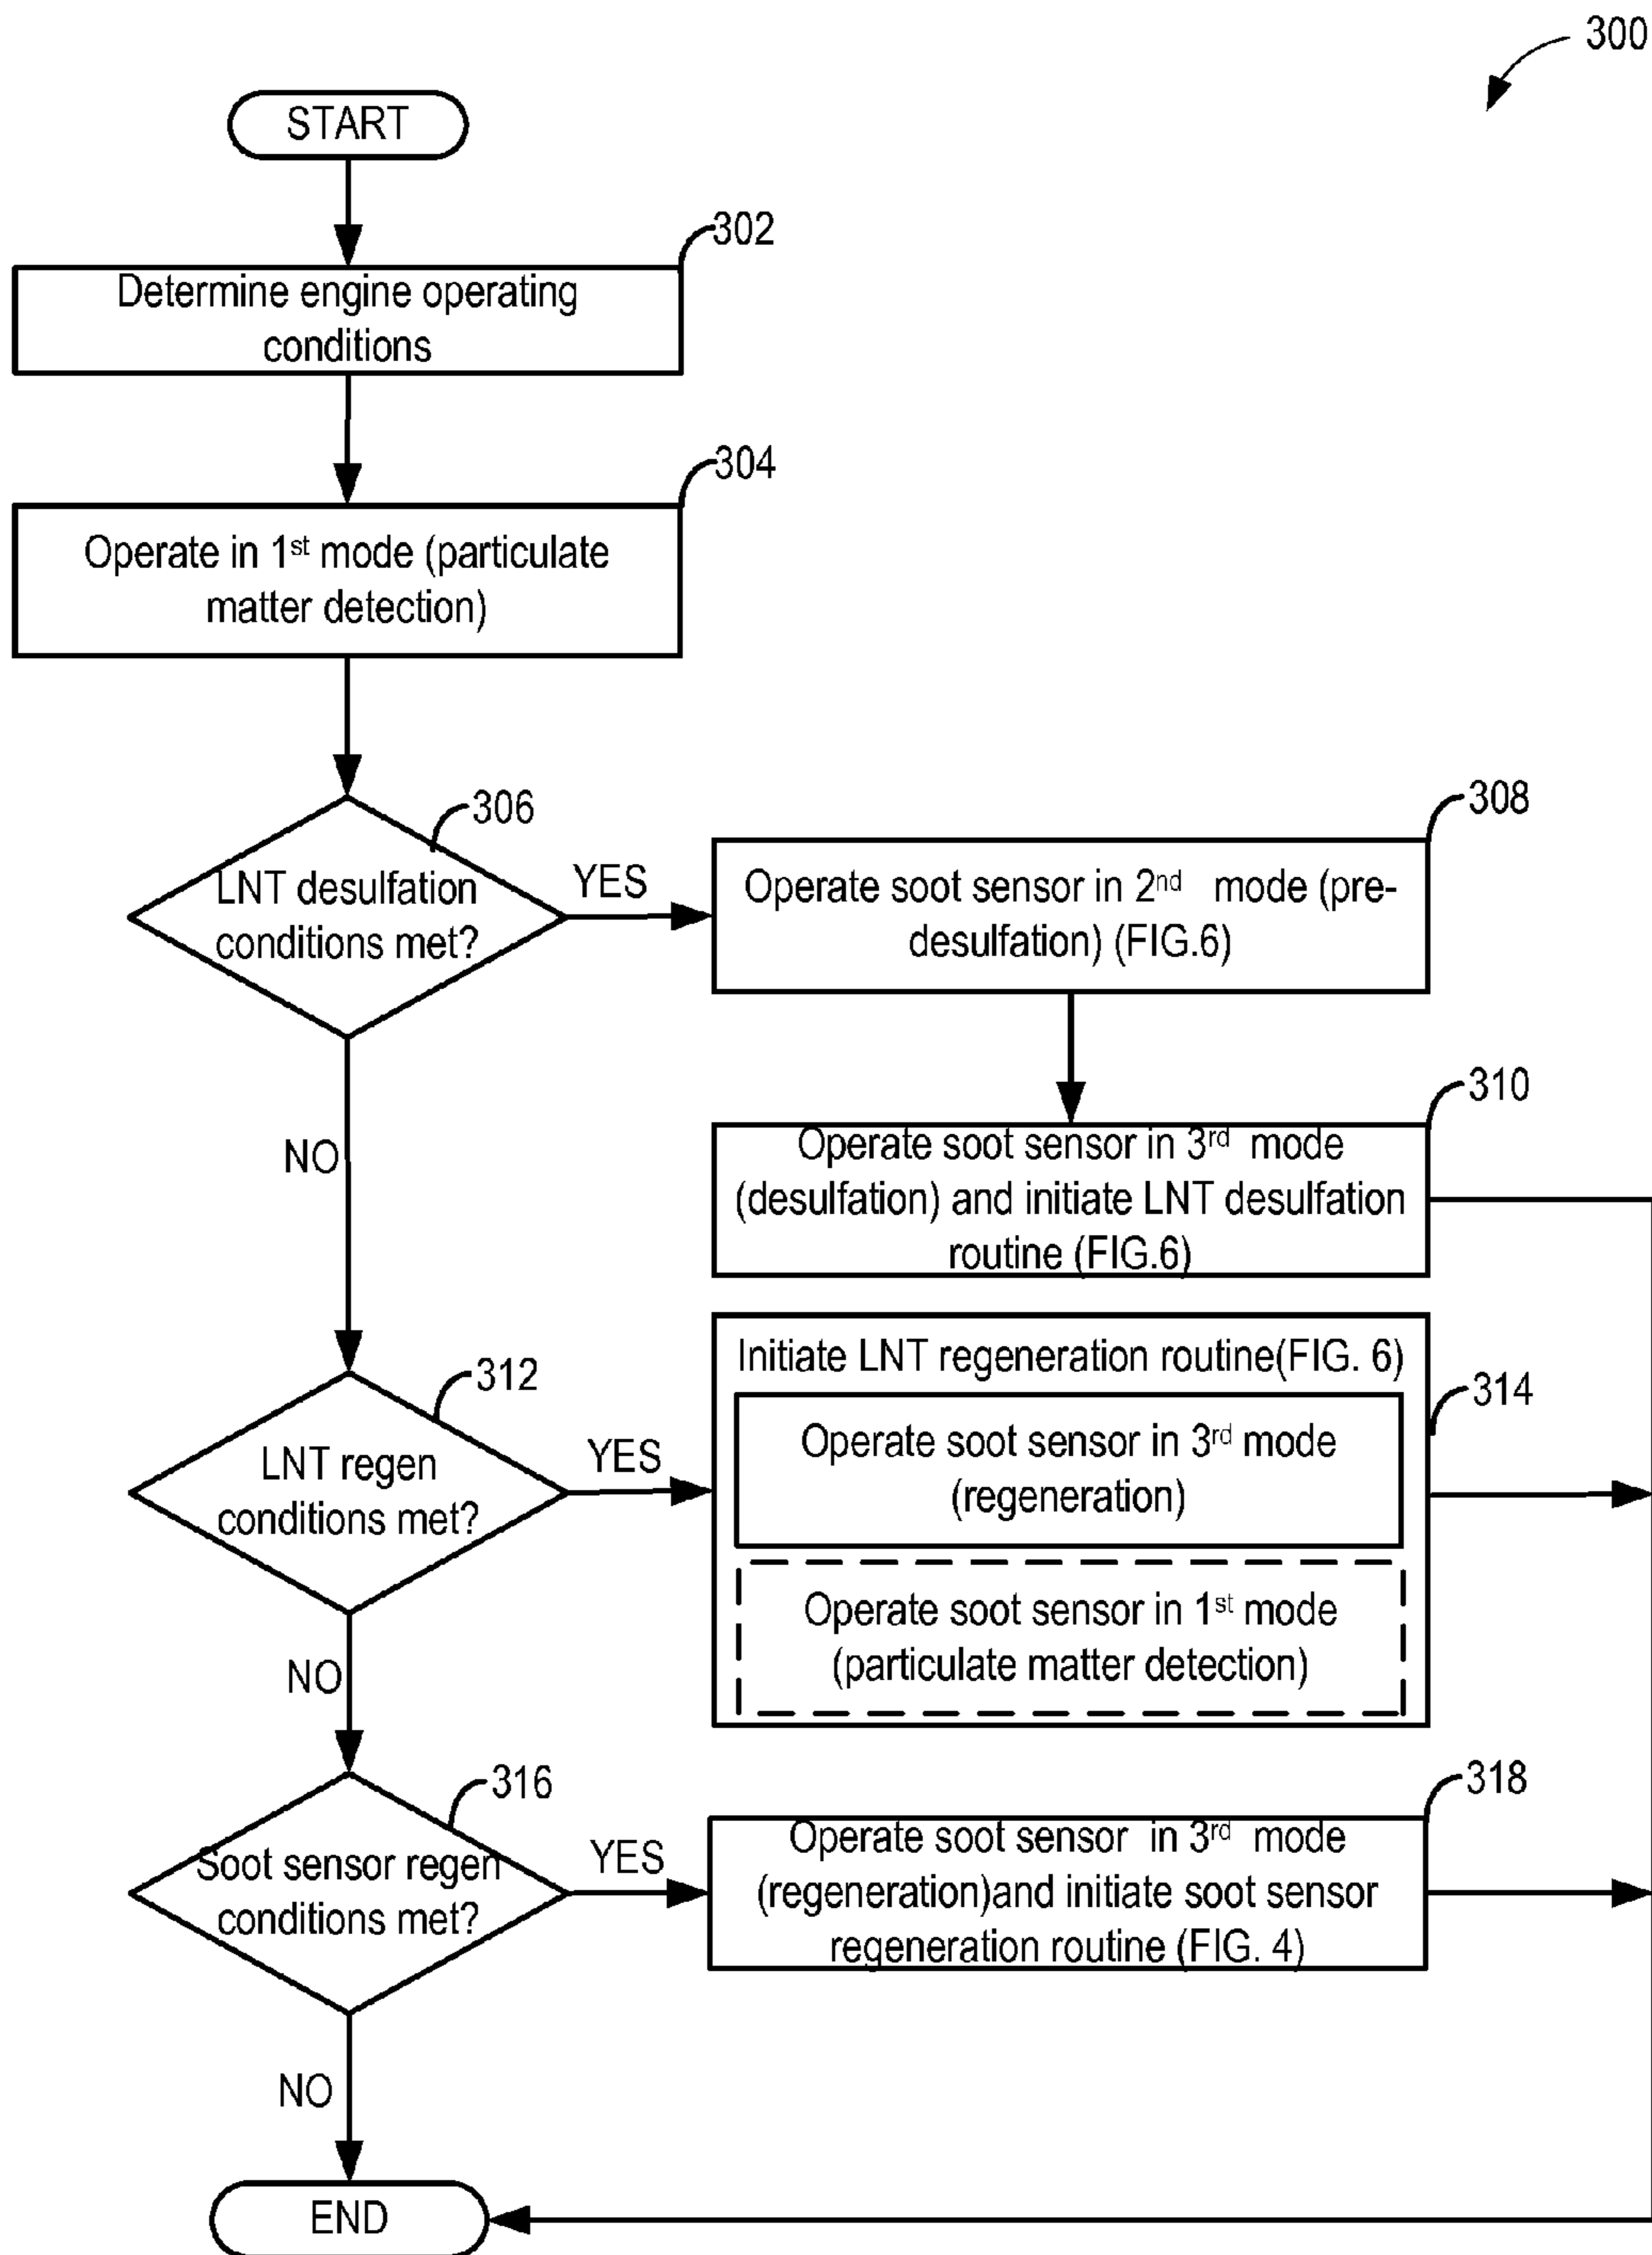 300
START
302
Determine engine operating
conditions
304
Operate in 1st mode (particulate
matter detection)
306
LNT desulfation
conditions met?
YES
308
Operate soot sensor in 2nd mode (pre-
desulfation) (FIG.6)
NO
310
Operate soot sensor in 3rd mode
(desulfation) and initiate LNT desulfation
routine (FIG.6)
312
LNT regen
conditions met?
YES
314
Initiate LNT regeneration routine(FIG. 6)
Operate soot sensor in 3rd mode
(regeneration)
Operate soot sensor in 1st mode
(particulate matter detection)
NO
316
Soot sensor regen
conditions met?
YES
318
Operate soot sensor in 3rd mode
(regeneration)and initiate soot sensor
regeneration routine (FIG. 4)
NO
END